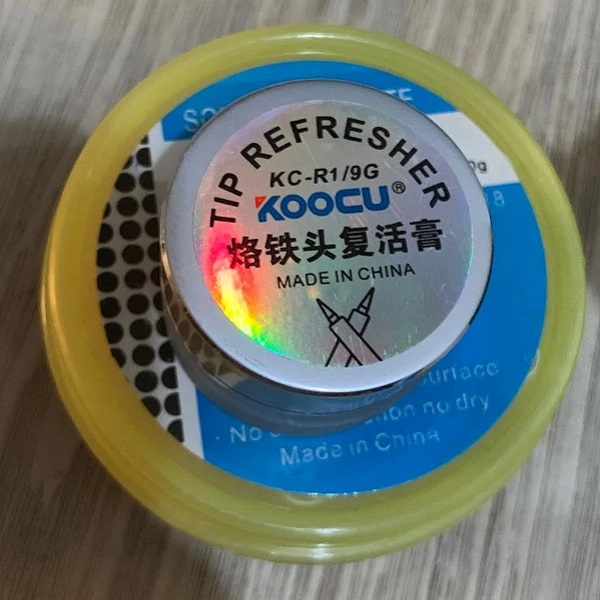 TIP REFRESHER
KC-R1/9G
KOOCU®
烙铁头复活膏
MADE IN CHINA
surface
No
no dry
Made in China